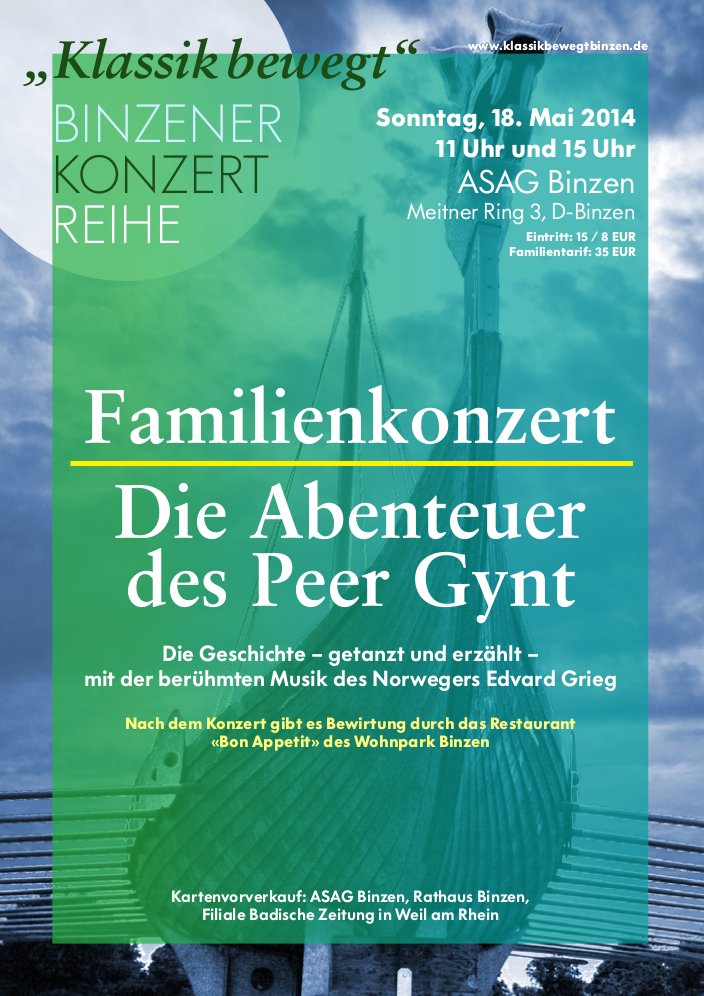 „Klassik bewegt“
www.klassikbewegtbinzen.de
BINZENER
KONZERT
REIHE
Sonntag, 18. Mai 2014
11 Uhr und 15 Uhr
ASAG Binzen
Meitner Ring 3, D-Binzen
Eintritt: 15 / 8 EUR
Familientarif: 35 EUR
Familienkonzert
Die Abenteuer
des Peer Gynt
Die Geschichte – getanzt und erzählt –
mit der berühmten Musik des Norwegers Edvard Grieg
Nach dem Konzert gibt es Bewirtung durch das Restaurant
«Bon Appetit» des Wohnpark Binzen
Kartenvorverkauf: ASAG Binzen, Rathaus Binzen,
Filiale Badische Zeitung in Weil am Rhein